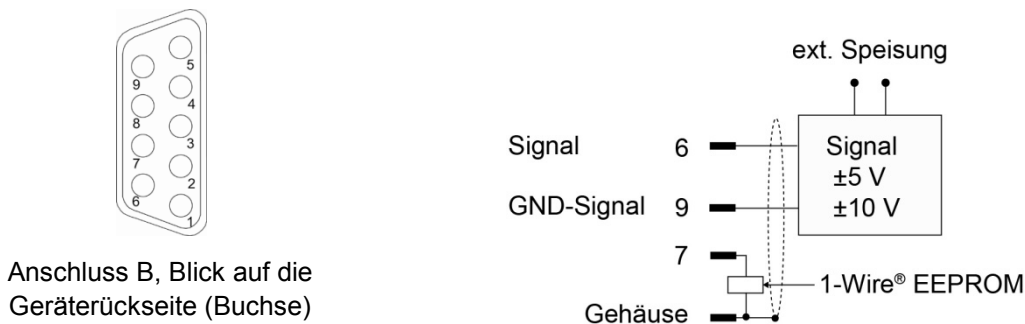 5
9
4
8
3
7
2
6
1
Anschluss B, Blick auf die
Geräterückseite (Buchse)
ext. Speisung
Signal 6
Signal
±5 V
±10 V
GND-Signal 9
7
1-Wire® EEPROM
Gehäuse